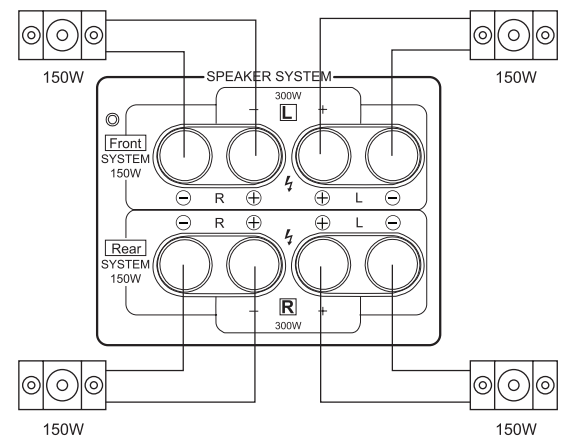 150W
150W
SPEAKER SYSTEM
300W
− L +
Front
SYSTEM
150W
⊖ R ⊕ ⊕ L ⊖
⊖ R ⊕ ⊕ L ⊖
Rear
SYSTEM
150W
− R +
300W
150W
150W